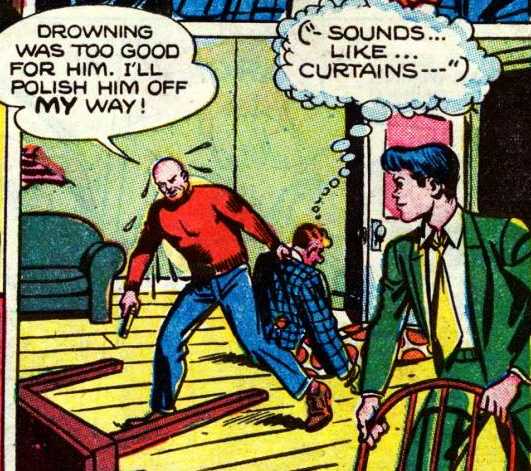 DROWNING
WAS TOO GOOD
FOR HIM. I'LL
POLISH HIM OFF
MY WAY!
("- SOUNDS...
LIKE...
CURTAINS---")